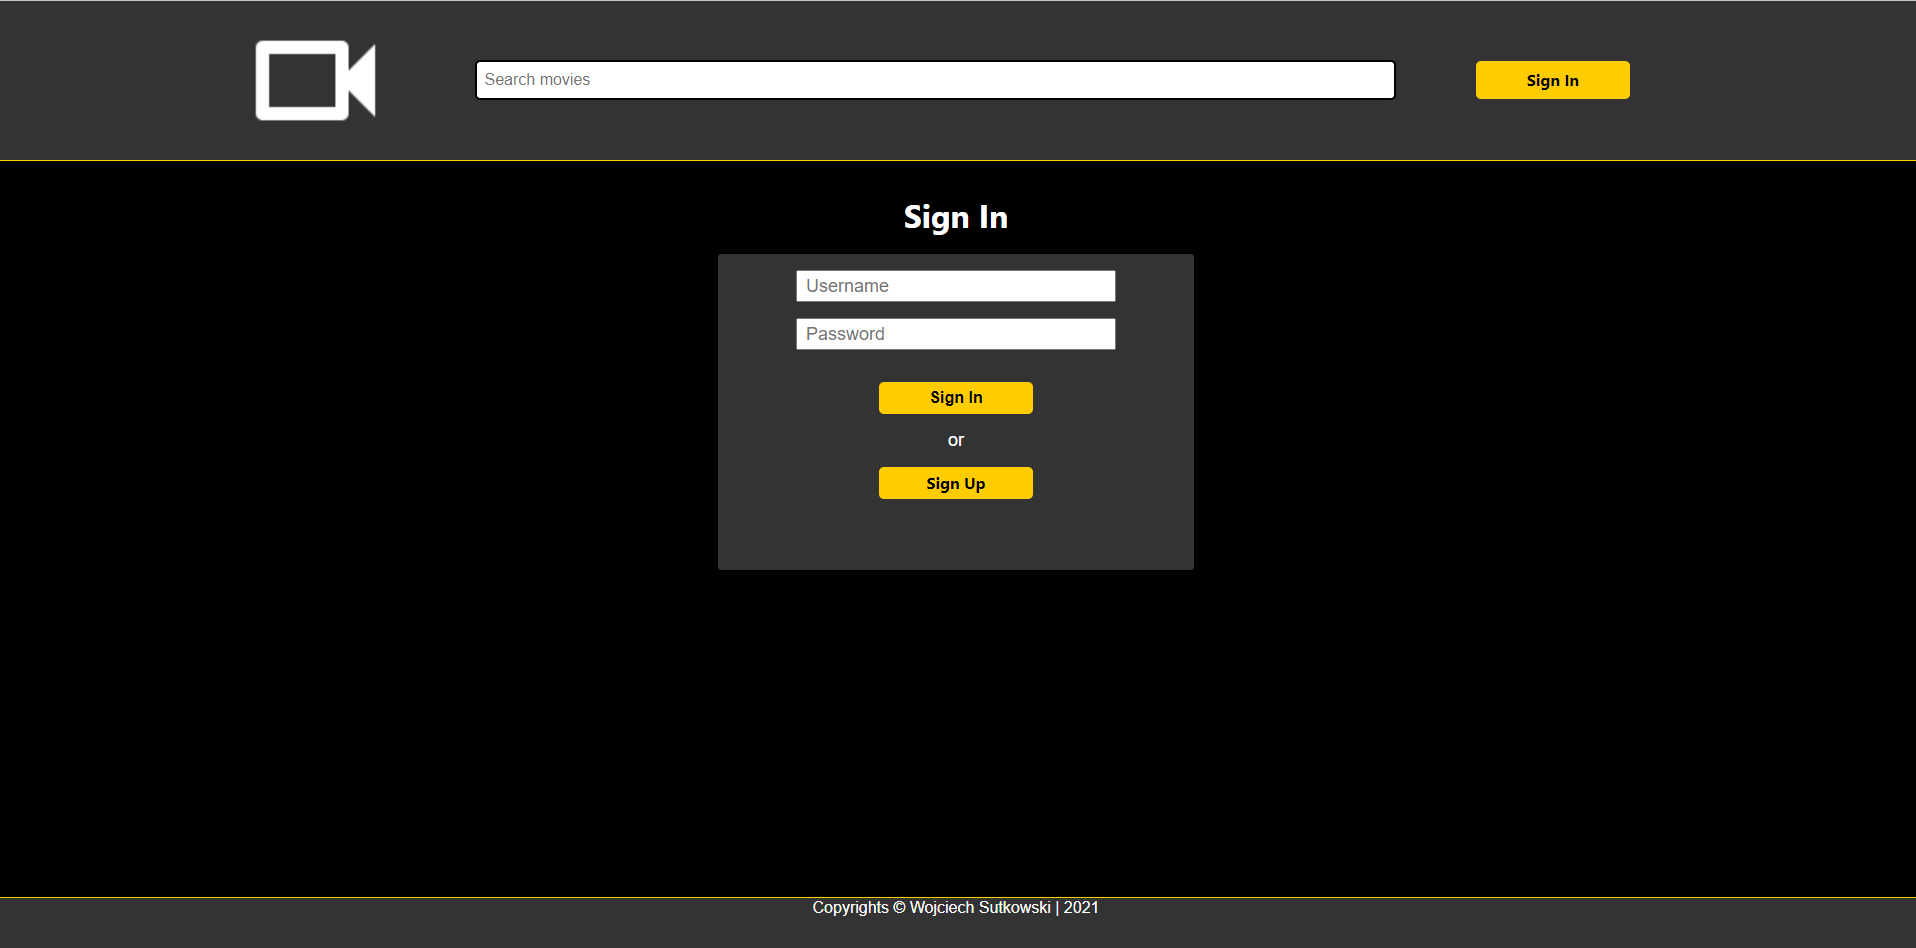 Search movies
Sign In
Sign In
Username
Password
Sign In
or
Sign Up
Copyrights © Wojciech Sutkowski | 2021